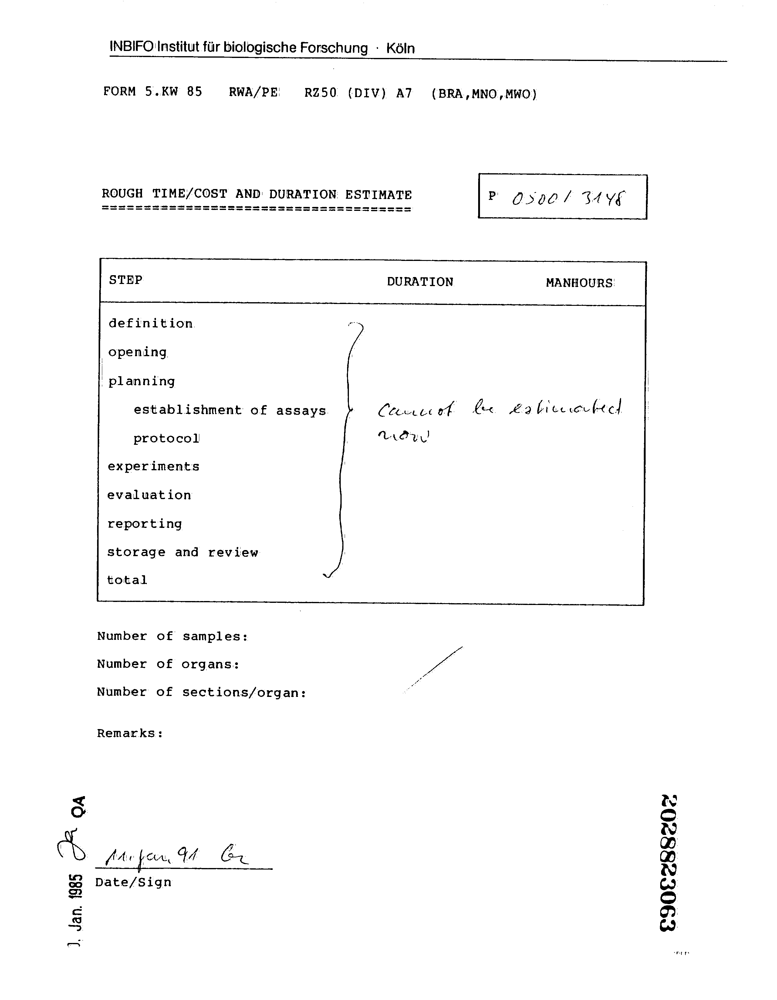 INBIFO Institut für biologische Forschung · Köln
FORM 5.KW 85 RWA/PE RZ50 (DIV) A7 (BRA,MNO,MWO)
ROUGH TIME/COST AND DURATION ESTIMATE
=====================================
P 0500 / 3148
STEP DURATION MANHOURS
definition
opening
planning
establishment of assays
cannot be estimated
protocol
now
experiments
evaluation
reporting
storage and review
total
Number of samples:
Number of organs:
Number of sections/organ:
Remarks:
11. Jan. 91
Date/Sign
1. Jan. 1985 QA
2028823063